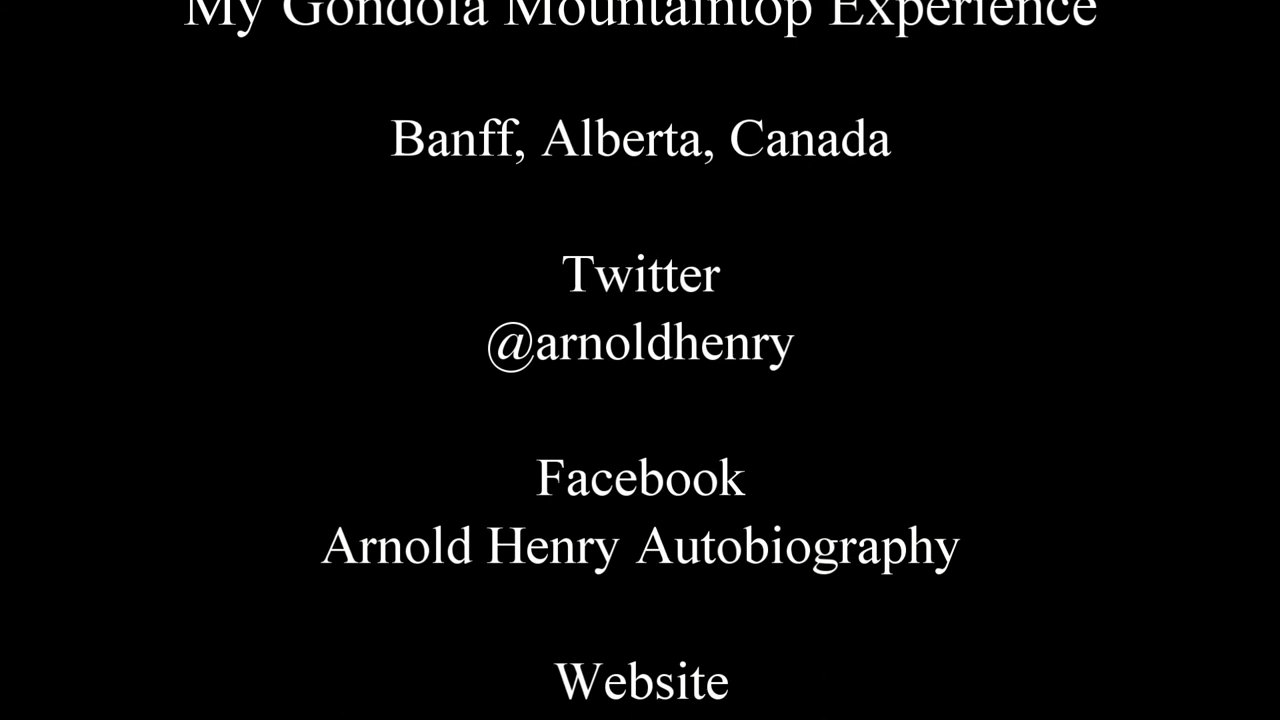 My Gondola Mountaintop Experience
Banff, Alberta, Canada
Twitter
@arnoldhenry
Facebook
Arnold Henry Autobiography
Website